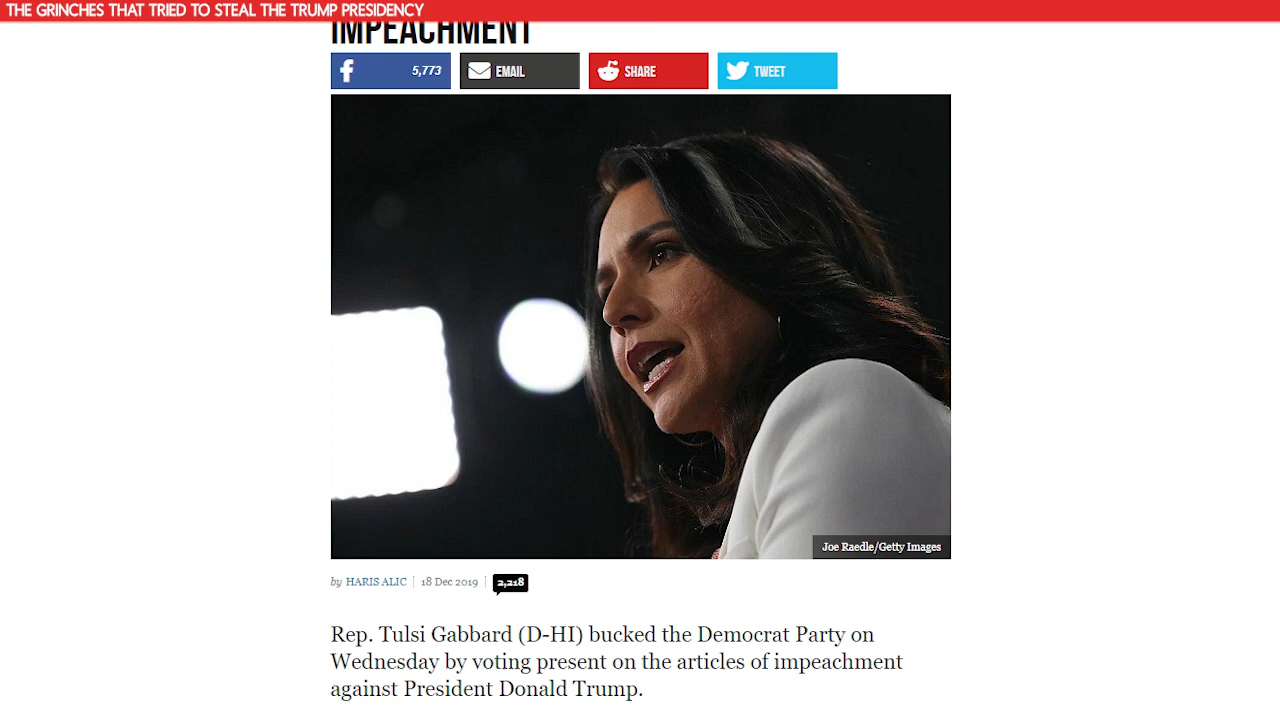 THE GRINCHES THAT TRIED TO STEAL THE TRUMP PRESIDENCY
IMPEACHMENT
5,773
EMAIL
SHARE
TWEET
Joe Raedle/Getty Images
by HARIS ALIC | 18 Dec 2019 | 2,218
Rep. Tulsi Gabbard (D-HI) bucked the Democrat Party on
Wednesday by voting present on the articles of impeachment
against President Donald Trump.